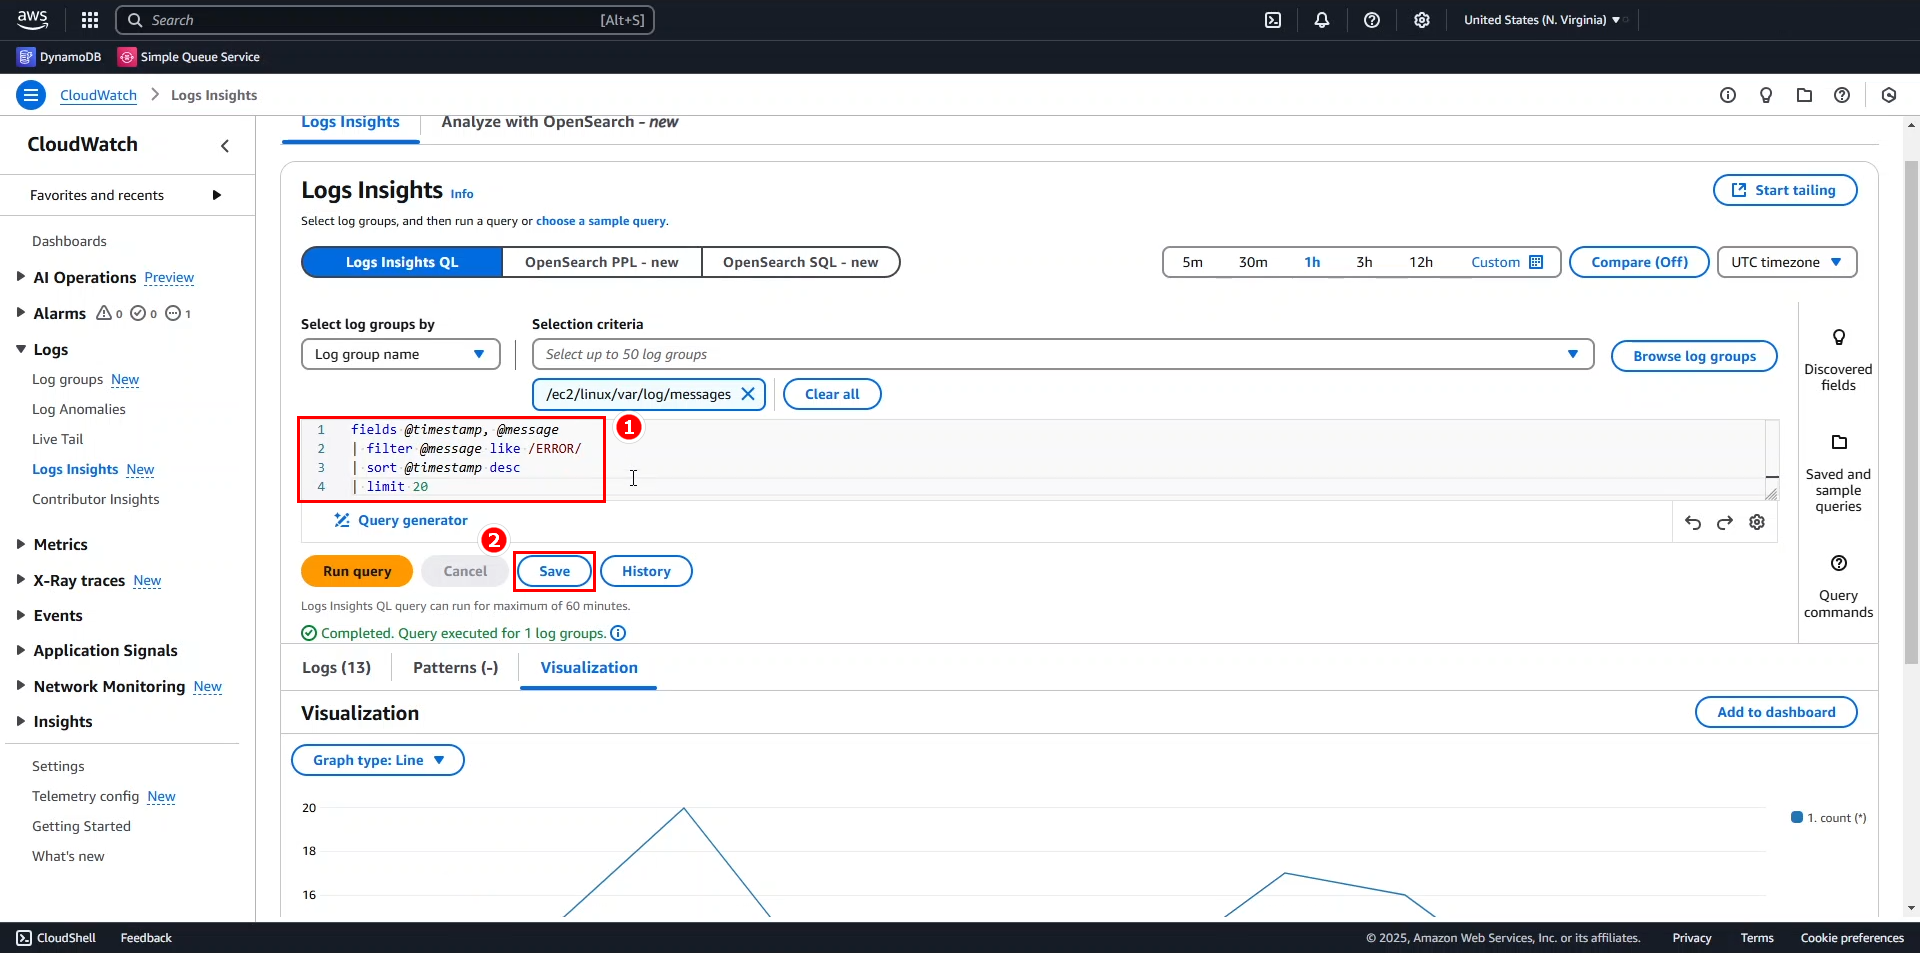 aws Search [Alt+S] United States (N. Virginia) ▼
DynamoDB Simple Queue Service
CloudWatch > Logs Insights
CloudWatch
Favorites and recents
Dashboards
AI Operations Preview
Alarms 0 0 1
Logs
Log groups New
Log Anomalies
Live Tail
Logs Insights New
Contributor Insights
Metrics
X-Ray traces New
Events
Application Signals
Network Monitoring New
Insights
Settings
Telemetry config New
Getting Started
What's new
Logs Insights Analyze with OpenSearch - new
Logs Insights Info
Start tailing
Select log groups, and then run a query or choose a sample query.
Logs Insights QL OpenSearch PPL - new OpenSearch SQL - new
5m 30m 1h 3h 12h Custom Compare (Off) UTC timezone ▼
Select log groups by Selection criteria
Log group name ▼ Select up to 50 log groups ▼ Browse log groups
/ec2/linux/var/log/messages Clear all
1 fields @timestamp, @message
2 | filter @message like /ERROR/
3 | sort @timestamp desc
4 | limit 20
1
Query generator
2
Run query Cancel Save History
Logs Insights QL query can run for maximum of 60 minutes.
Completed. Query executed for 1 log groups.
Discovered
fields
Saved and
sample
queries
Query
commands
Logs (13) Patterns (-) Visualization
Visualization
Add to dashboard
Graph type: Line ▼
20
18
16
1. count (*)
CloudShell Feedback © 2025, Amazon Web Services, Inc. or its affiliates. Privacy Terms Cookie preferences